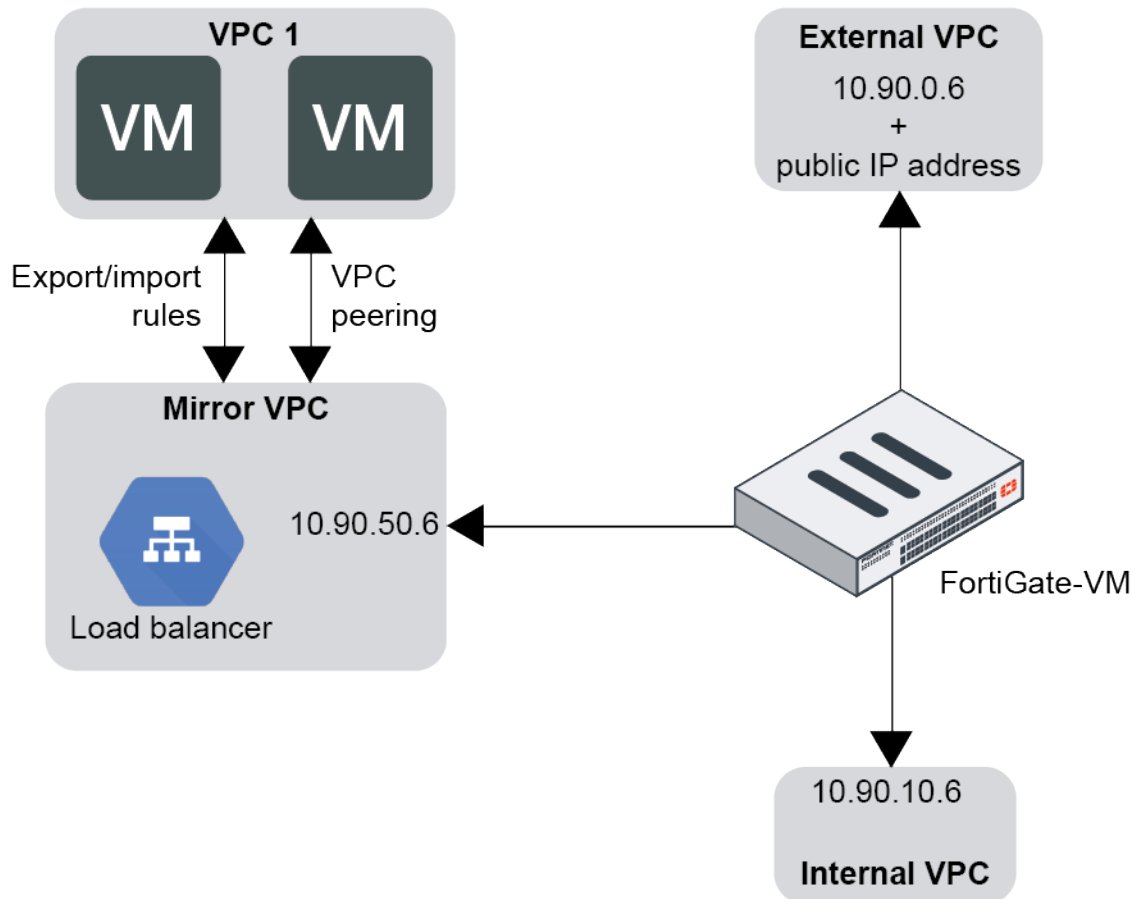 VPC 1
VM
VM
Export/import
rules
VPC
peering
Mirror VPC
10.90.50.6
Load balancer
External VPC
10.90.0.6
+
public IP address
FortiGate-VM
10.90.10.6
Internal VPC